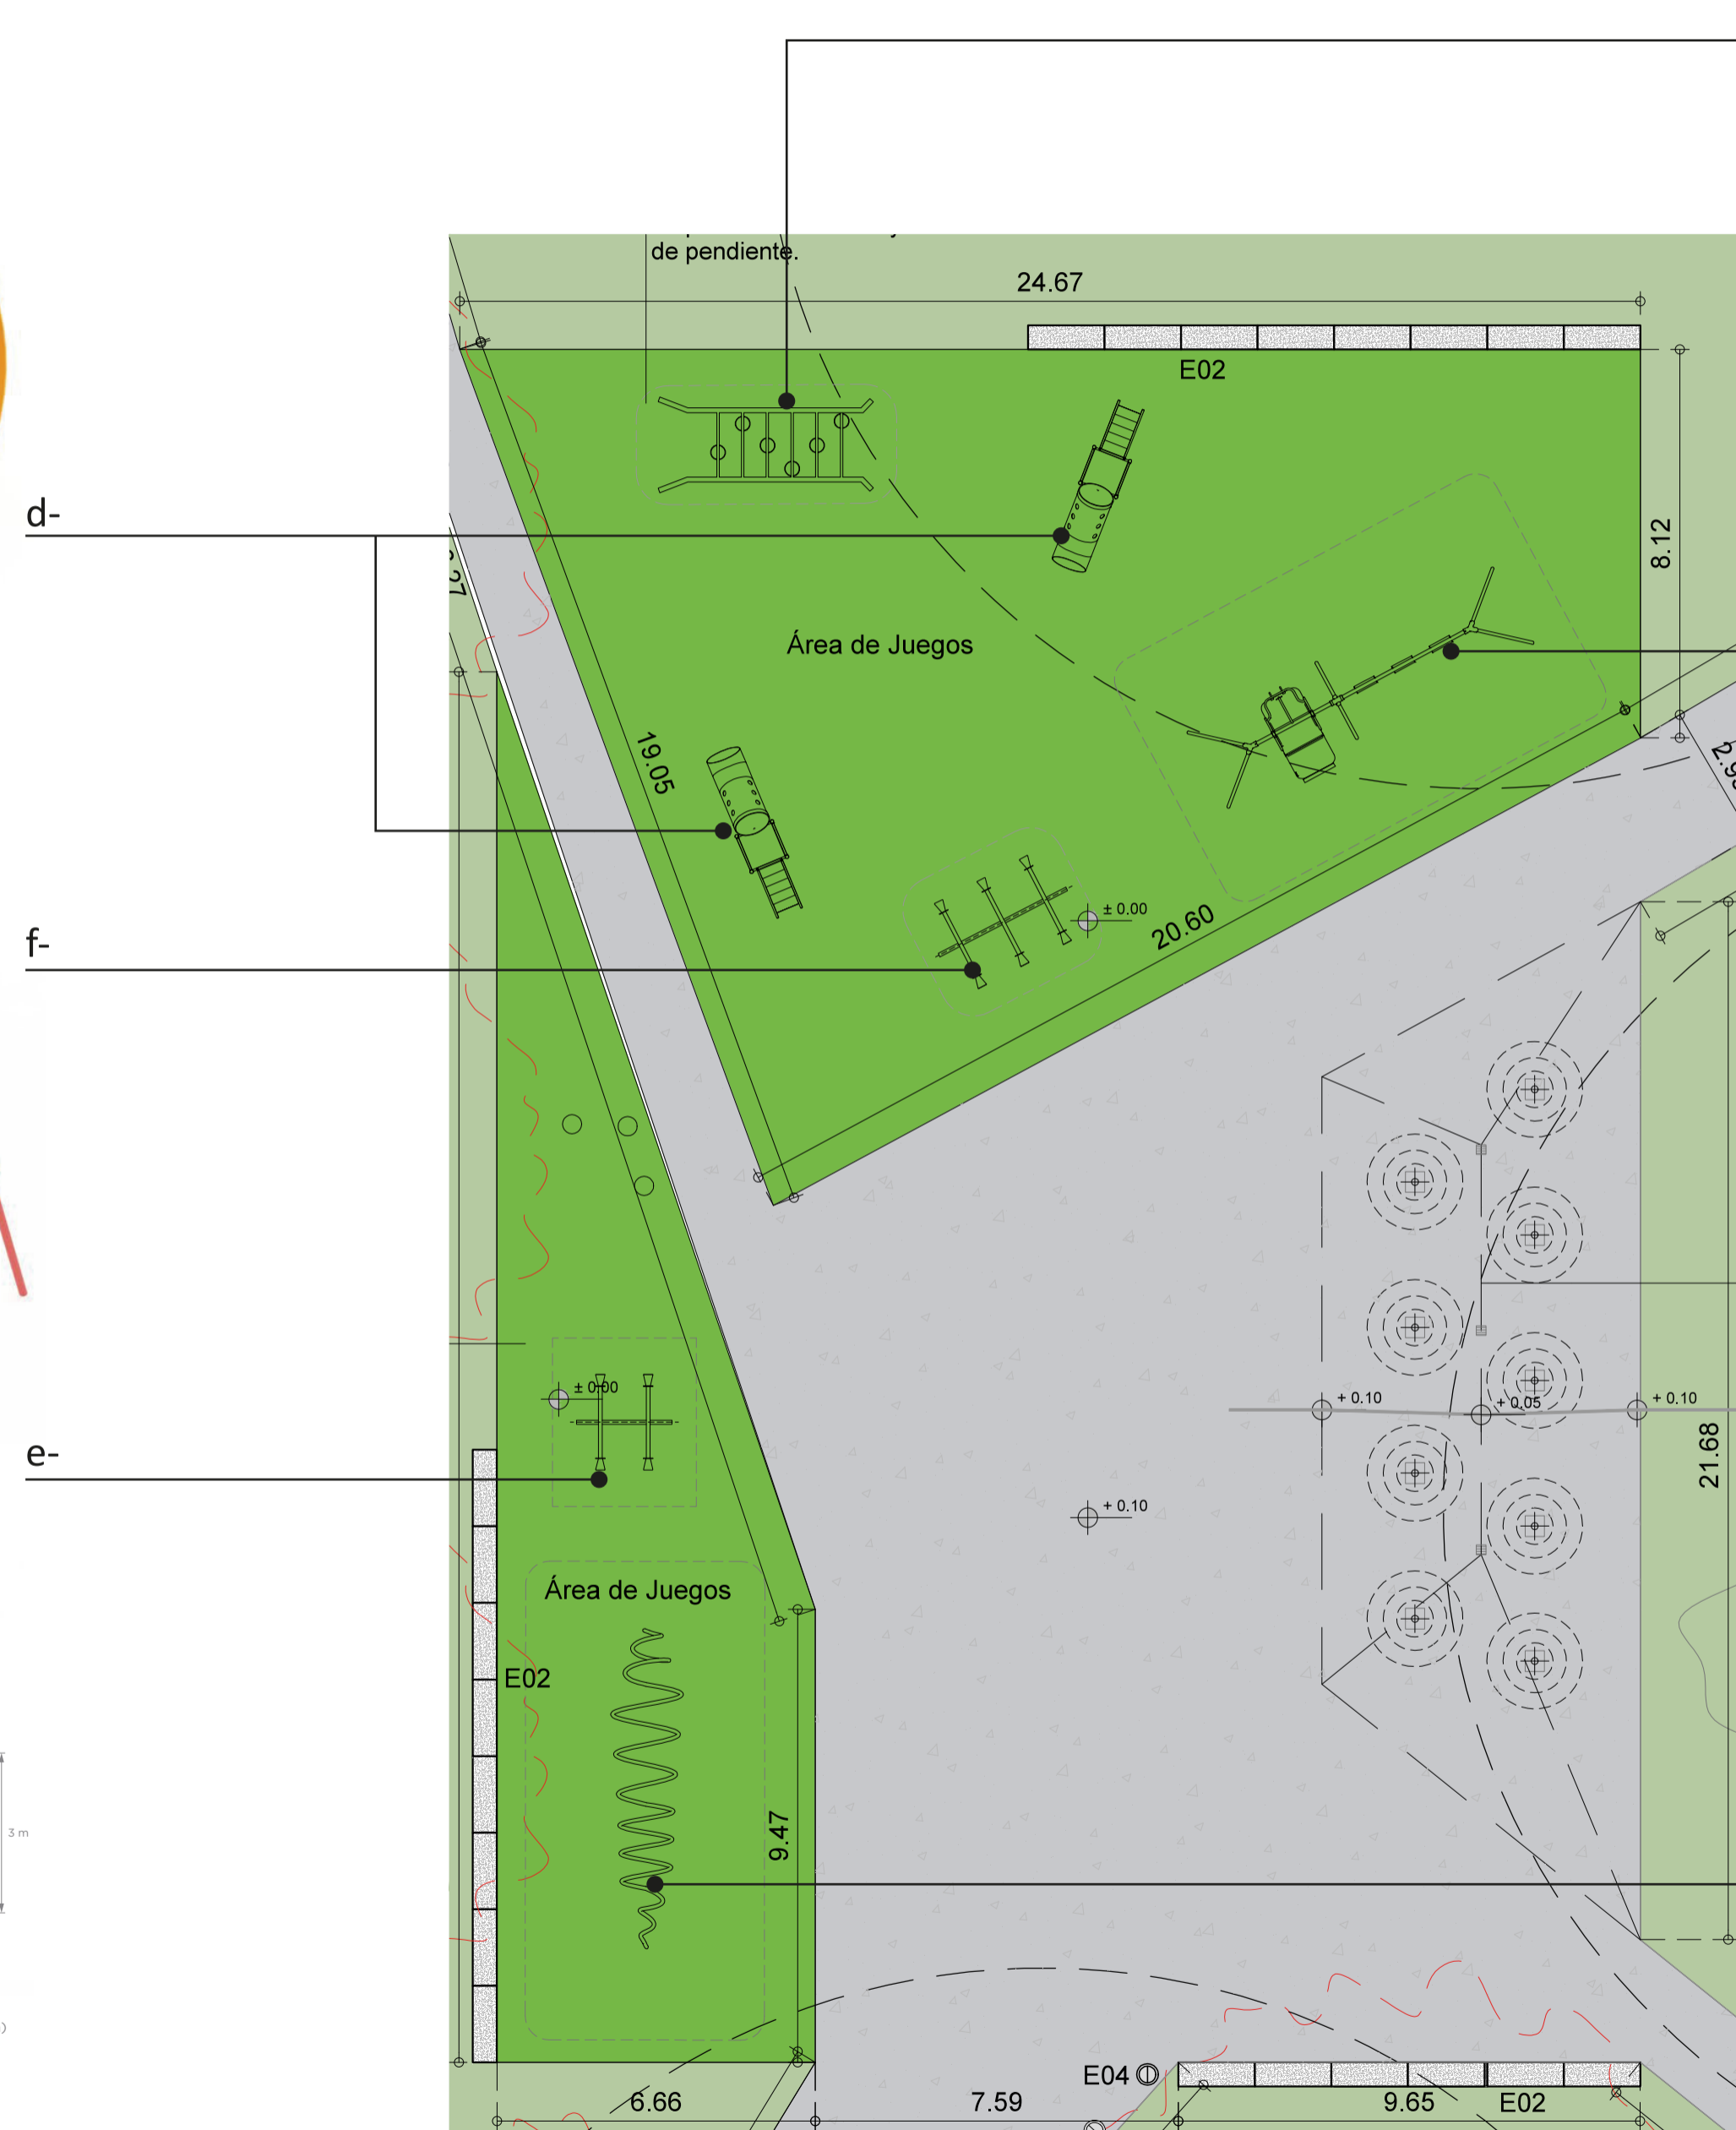 de pendiente.
24.67
E02
d-
8.12
Área de Juegos
19.05
± 0.00
20.60
f-
± 0.00
+ 0.10
+ 0.05
+ 0.10
21.68
e-
+ 0.10
Área de Juegos
E02
9.47
3 m
E04
6.66
7.59
9.65
E02